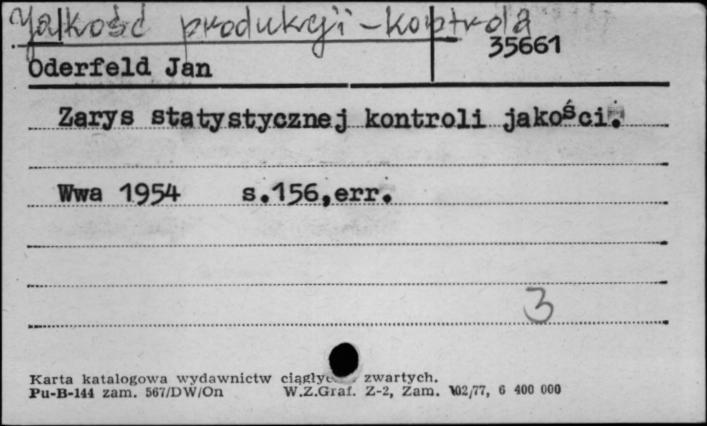 Jakość produkcji - kontrola
35661
Oderfeld Jan
Zarys statystycznej kontroli jakości.
Wwa 1954 s.156,err.
3
Karta katalogowa wydawnictw zwartych.
Pu-B-144 zam. 567/DW/On W.Z.Graf. Z-2, Zam. 102/77, 6 400 000